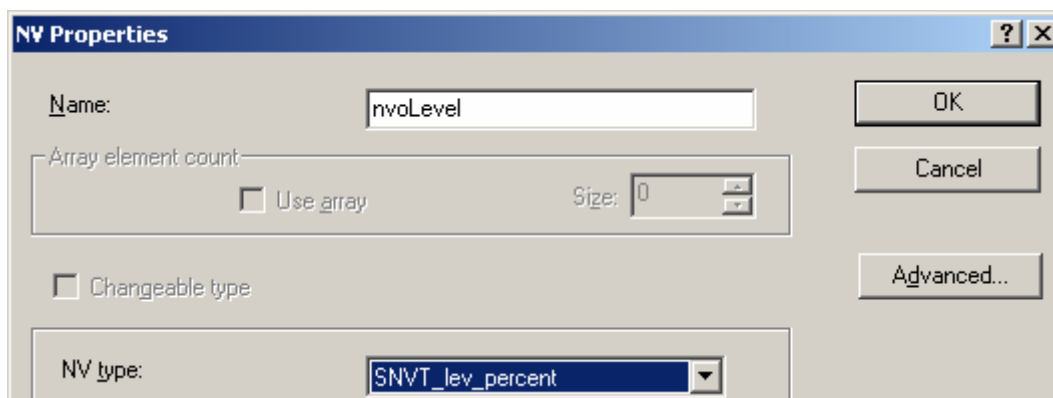 NV Properties
Name: nvoLevel OK
Array element count
Use array Size: 0
Cancel
Changeable type
Advanced...
NV type: SNVT_lev_percent